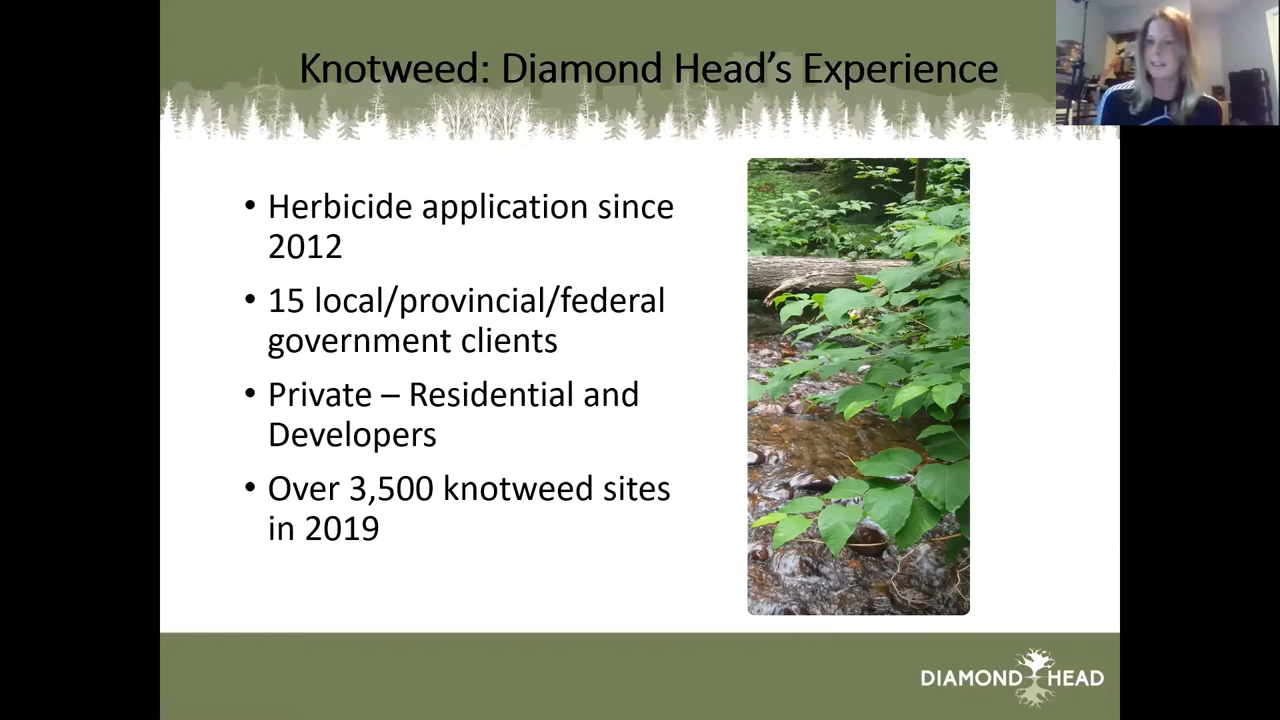 Knotweed: Diamond Head's Experience
• Herbicide application since
2012
• 15 local/provincial/federal
government clients
• Private – Residential and
Developers
• Over 3,500 knotweed sites
in 2019
DIAMOND HEAD